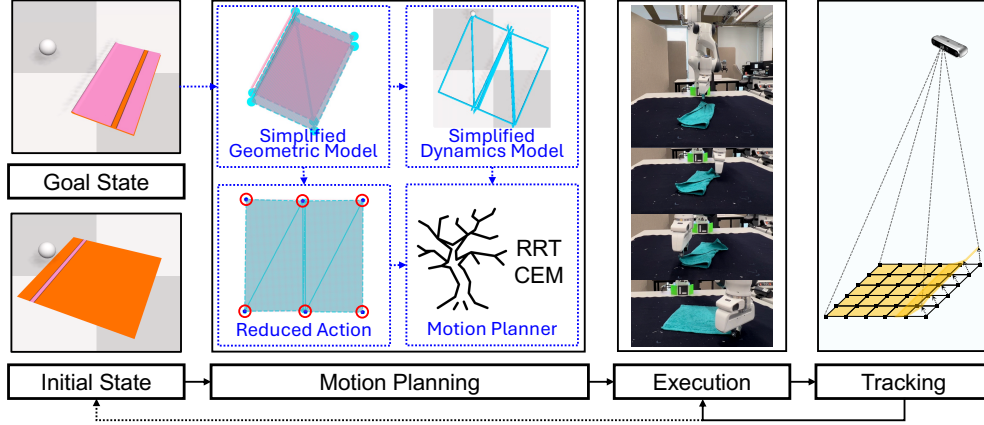 Goal State
Initial State
Simplified
Geometric Model
Simplified
Dynamics Model
Reduced Action
RRT
CEM
Motion Planner
Motion Planning
Execution
Tracking